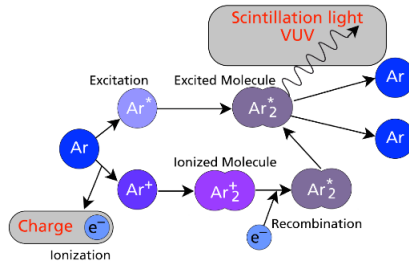 Scintillation light
VUV
Excitation
Excited Molecule
Ar
Ar*
Ar₂*
Ar
Ar
Ionized Molecule
Ar⁺
Ar₂⁺
Ar₂*
Charge
e⁻
e⁻
Recombination
Ionization